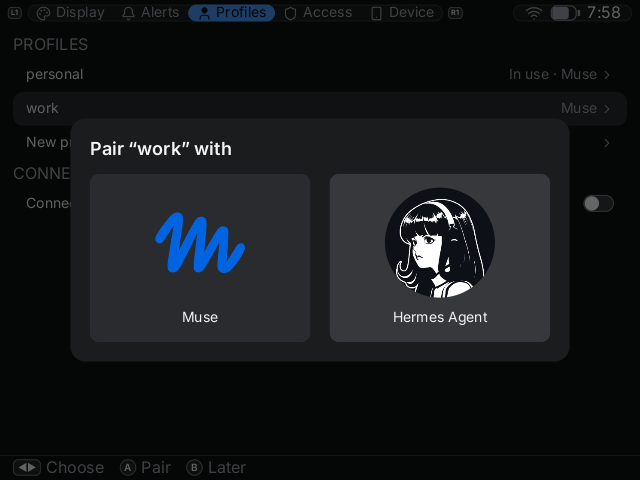 L1 Display Alerts Profiles Access Device R1 7:58
PROFILES
personal In use · Muse
work Muse
New
CONNE
Conne
Pair “work” with
Muse
Hermes Agent
Choose A Pair B Later